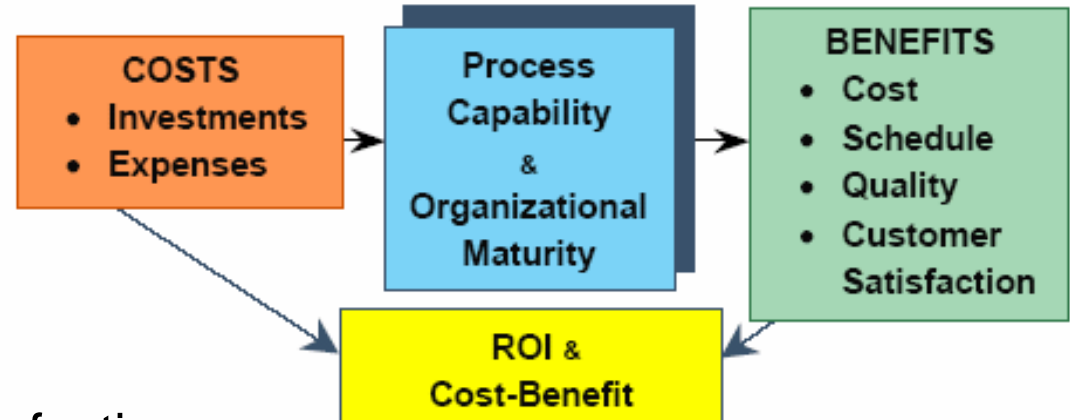 COSTS
• Investments
• Expenses
Process
Capability
&
Organizational
Maturity
BENEFITS
• Cost
• Schedule
• Quality
• Customer
Satisfaction
ROI &
Cost-Benefit